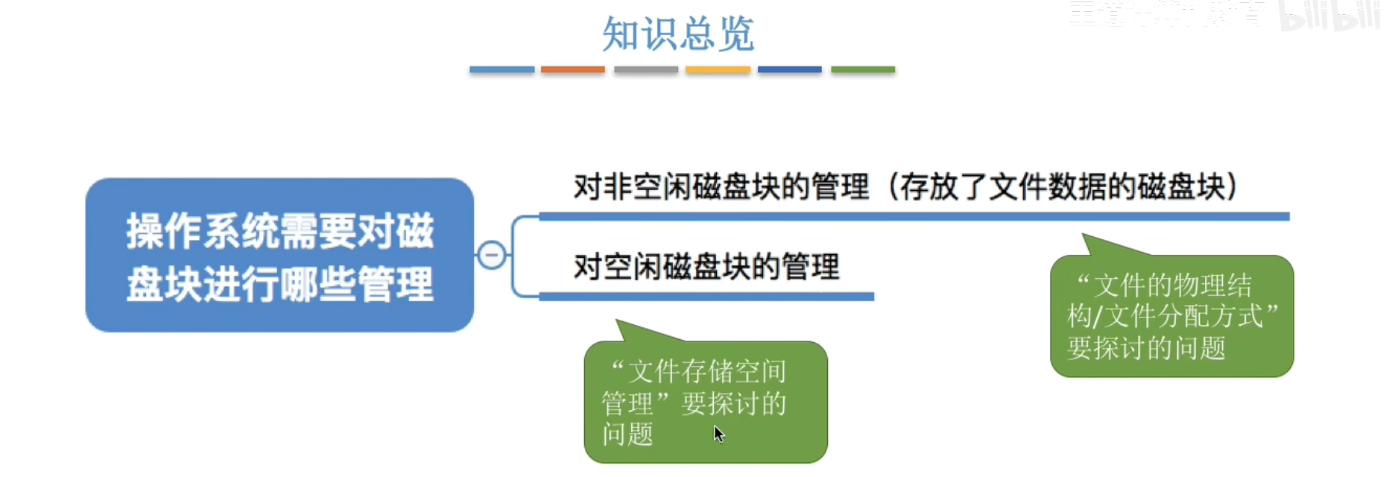 知识总览
对非空闲磁盘块的管理（存放了文件数据的磁盘块）
操作系统需要对磁
盘块进行哪些管理
对空闲磁盘块的管理
“文件的物理结
构/文件分配方式”
要探讨的问题
“文件存储空间
管理”要探讨的
问题
bilibili